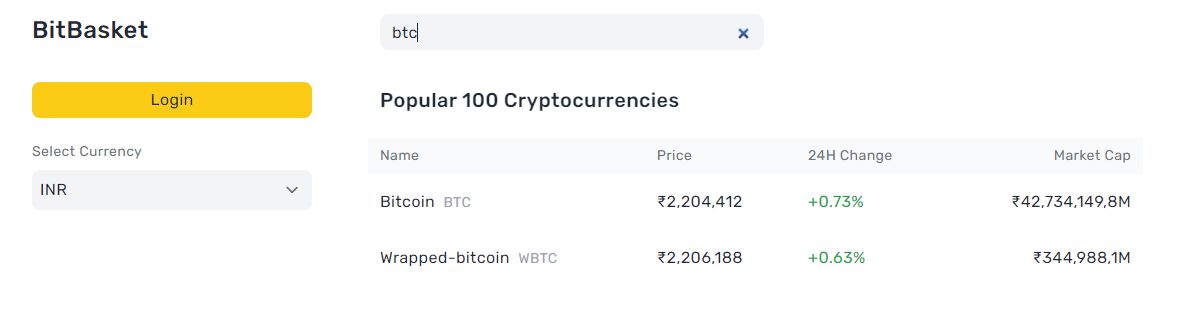 BitBasket
btc
Login
Popular 100 Cryptocurrencies
Select Currency
INR
Name Price 24H Change Market Cap
Bitcoin BTC ₹2,204,412 +0.73% ₹42,734,149,8M
Wrapped-bitcoin WBTC ₹2,206,188 +0.63% ₹344,988,1M